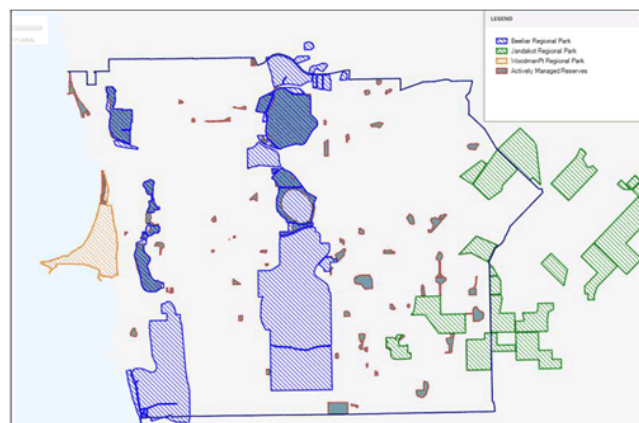 LEGEND
Beeliar Regional Park
Jandakot Regional Park
WoodmanPt Regional Park
Actively Managed Reserves